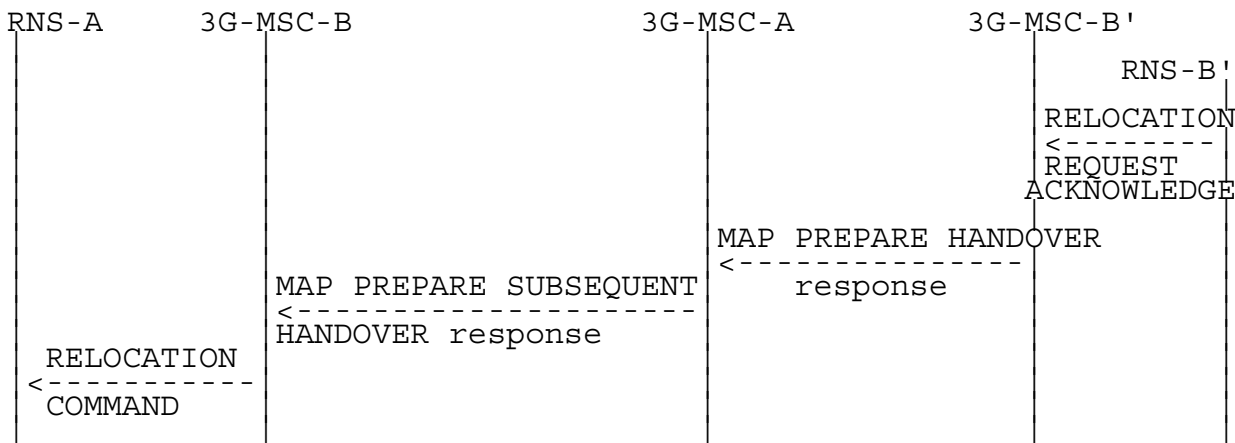 RNS-A 3G-MSC-B 3G-MSC-A 3G-MSC-B'
RNS-B'
RELOCATION
REQUEST
ACKNOWLEDGE
MAP PREPARE HANDOVER
response
MAP PREPARE SUBSEQUENT
HANDOVER response
RELOCATION
COMMAND